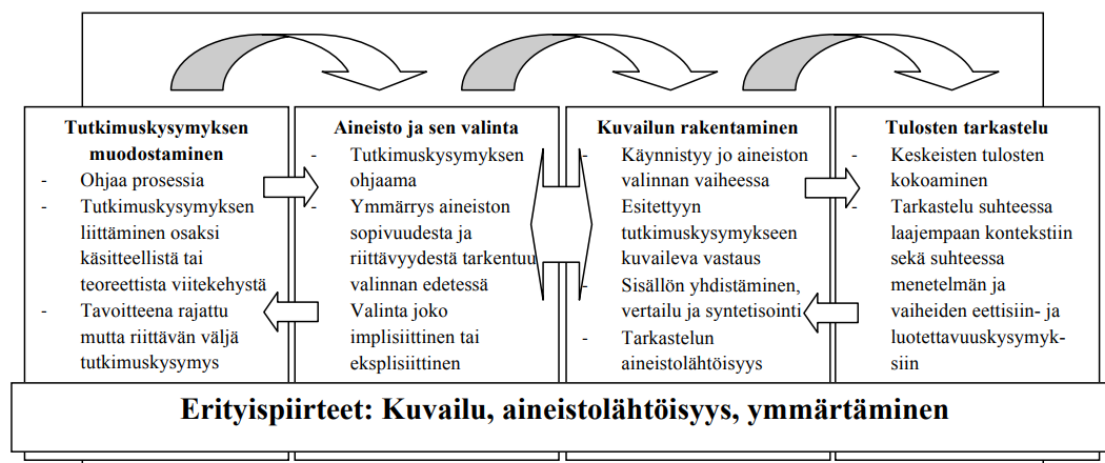 Tutkimuskysymyksen
muodostaminen
- Ohjaa prosessia
- Tutkimuskysymyksen
liittäminen osaksi
käsitteellistä tai
teoreettista viitekehystä
- Tavoitteena rajattu
mutta riittävän väljä
tutkimuskysymys
Aineisto ja sen valinta
- Tutkimuskysymyksen
ohjaama
- Ymmärrys aineiston
sopivuudesta ja
riittävyydestä tarkentuu
valinnan edetessä
- Valinta joko
implisiittinen tai
eksplisiittinen
Kuvailun rakentaminen
- Käynnistyy jo aineiston
valinnan vaiheessa
Esitettyyn
tutkimuskysymykseen
kuvaileva vastaus
- Sisällön yhdistäminen,
vertailu ja syntetisointi
- Tarkastelun
aineistolähtöisyys
Tulosten tarkastelu
- Keskeisten tulosten
kokoaminen
- Tarkastelu suhteessa
laajempaan kontekstiin
sekä suhteessa
menetelmän ja
vaiheiden eettisiin- ja
luotettavuuskysymyk-
siin
Erityispiirteet: Kuvailu, aineistolähtöisyys, ymmärtäminen